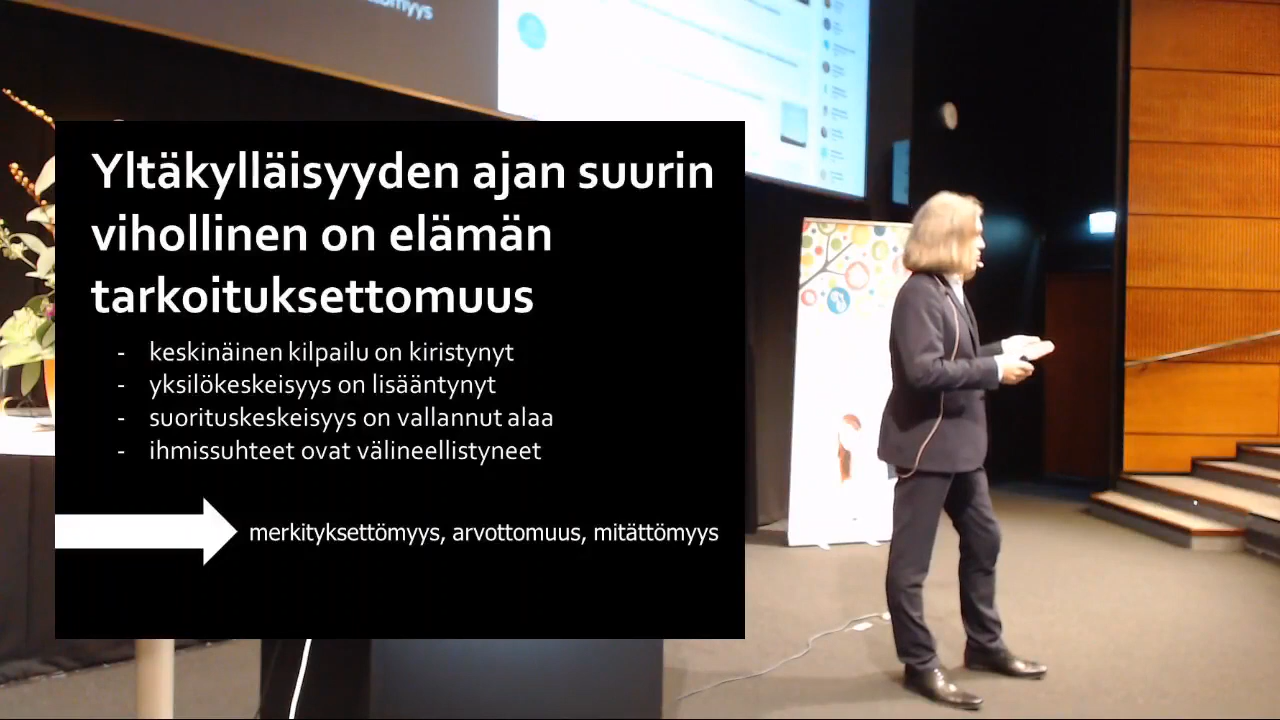 Yltäkylläisyyden ajan suurin
vihollinen on elämän
tarkoituksettomuus
- keskinäinen kilpailu on kiristynyt
- yksilökeskeisyys on lisääntynyt
- suorituskeskeisyys on vallannut alaa
- ihmissuhteet ovat välineellistyneet
merkityksettömyys, arvottomuus, mitättömyys